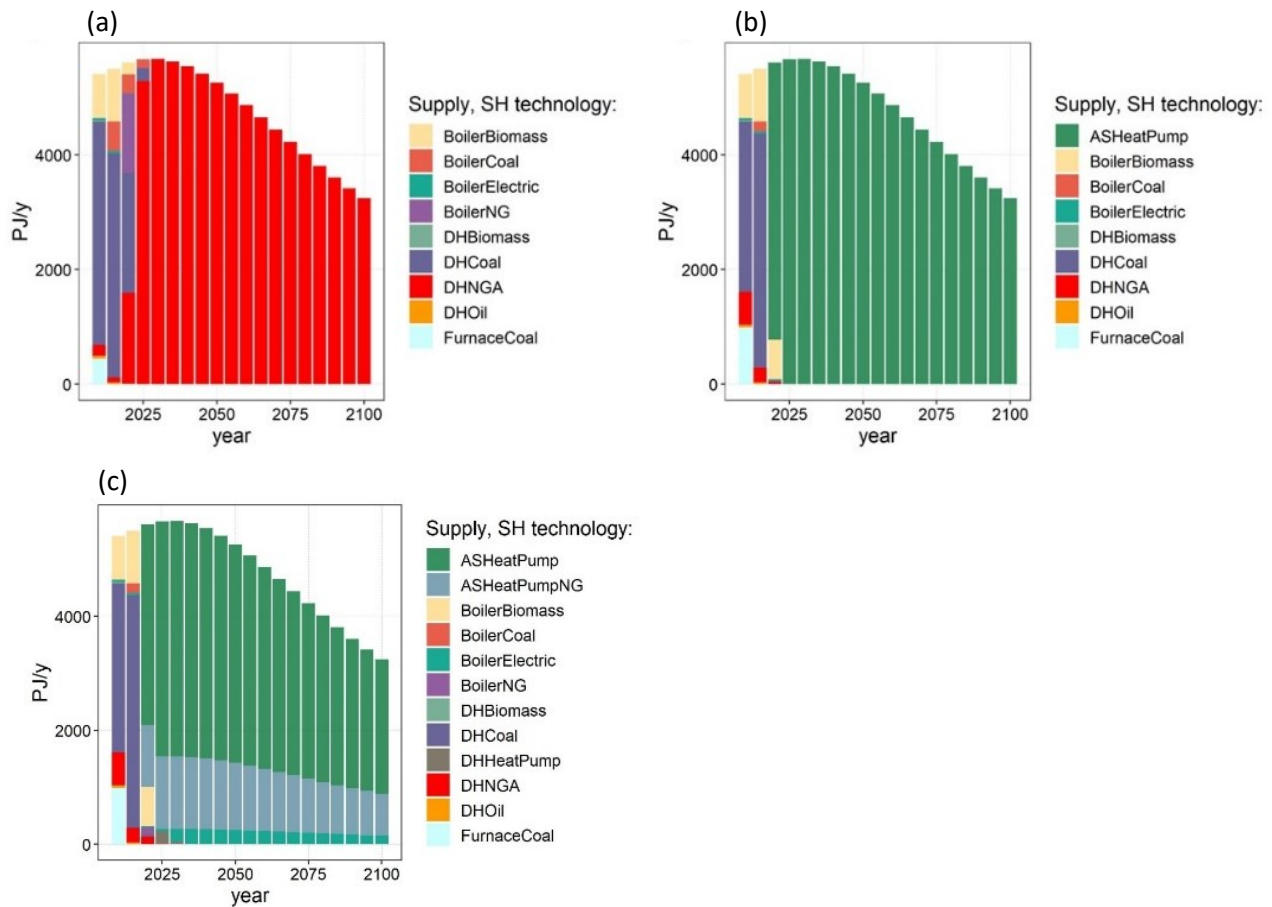 (a)
Supply, SH technology:
BoilerBiomass
BoilerCoal
BoilerElectric
BoilerNG
DHBiomass
DHCoal
DHNGA
DHOil
FurnaceCoal
PJ/y
4000
2000
0
2025 2050 2075 2100
year
(b)
Supply, SH technology:
ASHeatPump
BoilerBiomass
BoilerCoal
BoilerElectric
DHBiomass
DHCoal
DHNGA
DHOil
FurnaceCoal
PJ/y
4000
2000
0
2025 2050 2075 2100
year
(c)
Supply, SH technology:
ASHeatPump
ASHeatPumpNG
BoilerBiomass
BoilerCoal
BoilerElectric
BoilerNG
DHBiomass
DHCoal
DHHeatPump
DHNGA
DHOil
FurnaceCoal
PJ/y
4000
2000
0
2025 2050 2075 2100
year